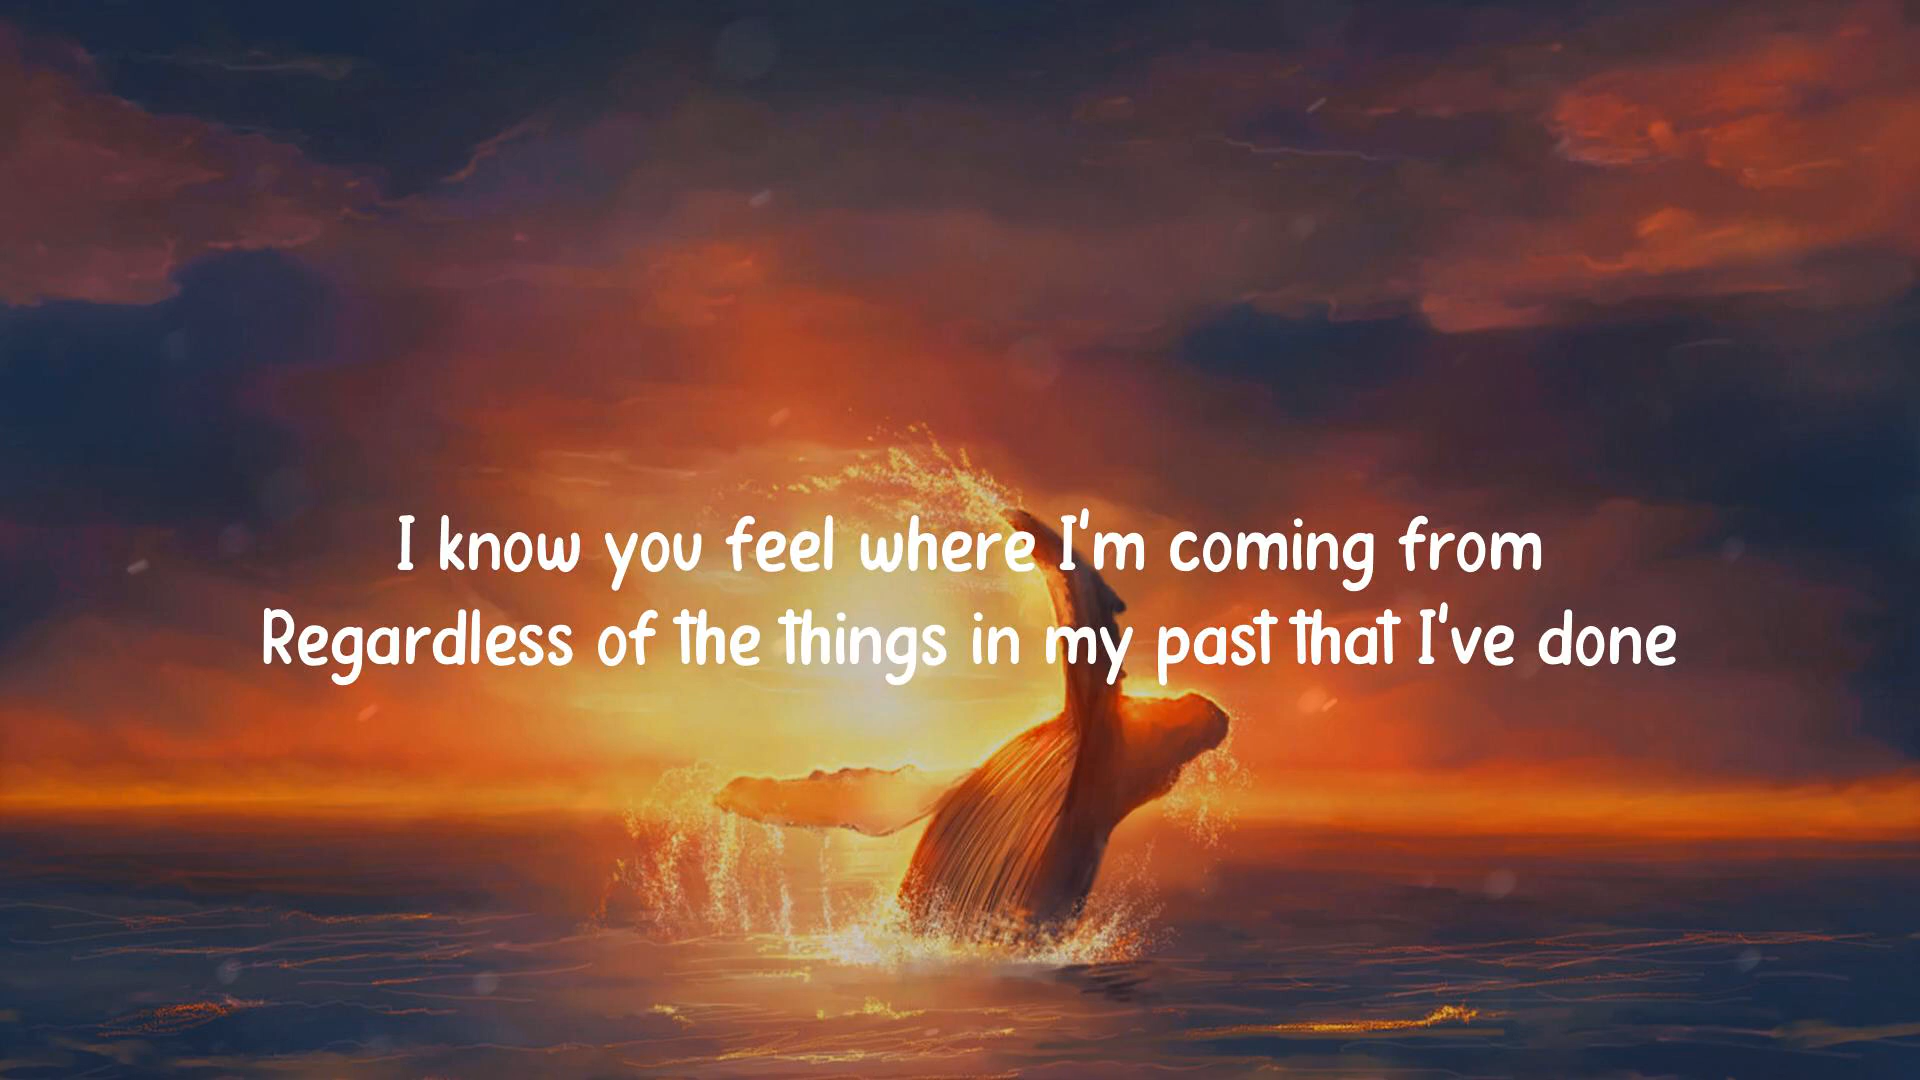 I know you feel where I'm coming from
Regardless of the things in my past that I've done